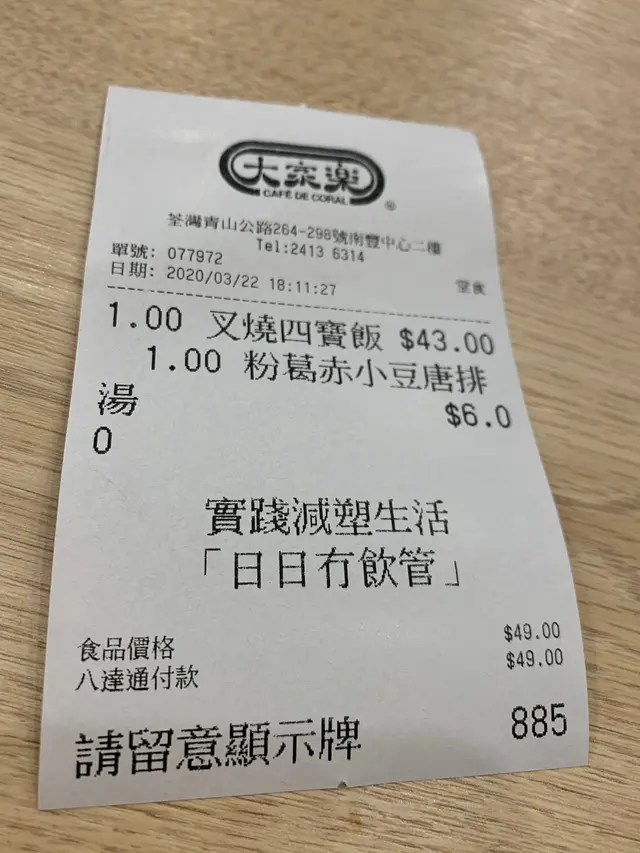 大家樂
CAFÉ DE CORAL
®
荃灣青山公路264-298號南豐中心二樓
Tel:2413 6314
單號: 077972
日期: 2020/03/22 18:11:27 堂食
1.00 叉燒四寶飯 $43.00
1.00 粉葛赤小豆唐排
湯 $6.0
0
實踐減塑生活
「日日冇飲管」
食品價格 $49.00
八達通付款 $49.00
請留意顯示牌 885